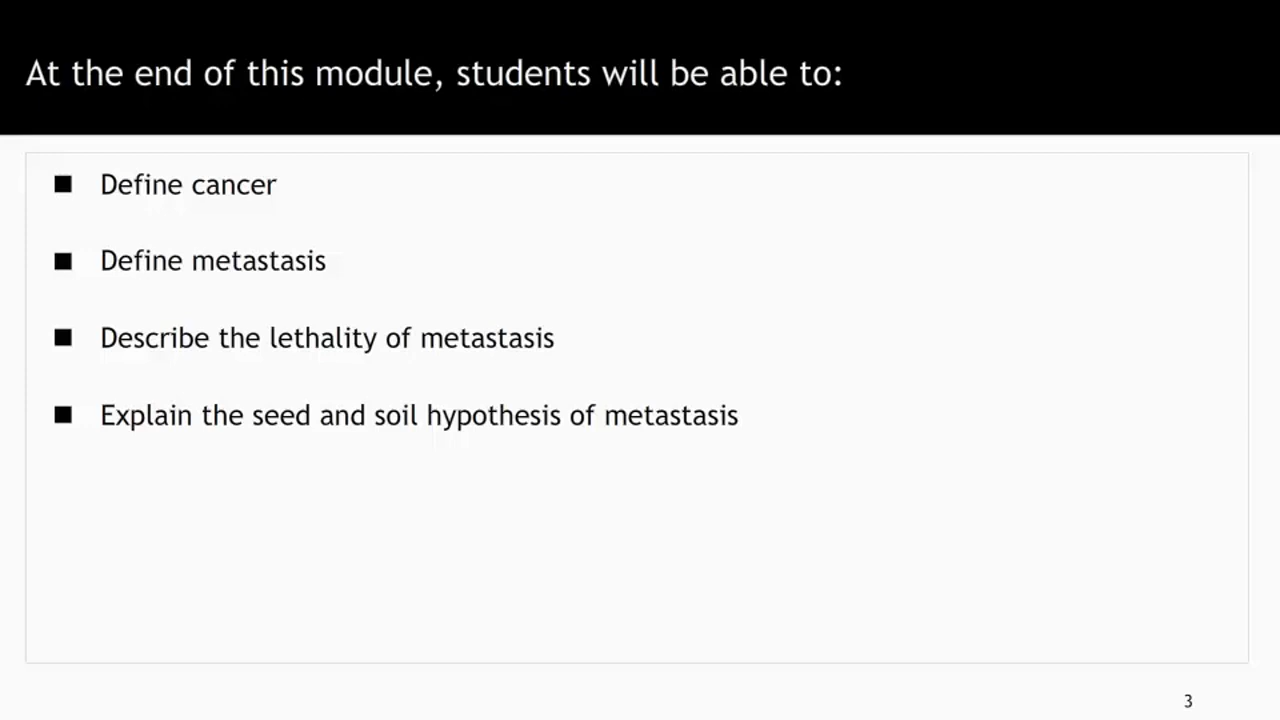 At the end of this module, students will be able to:
■ Define cancer
■ Define metastasis
■ Describe the lethality of metastasis
■ Explain the seed and soil hypothesis of metastasis
3